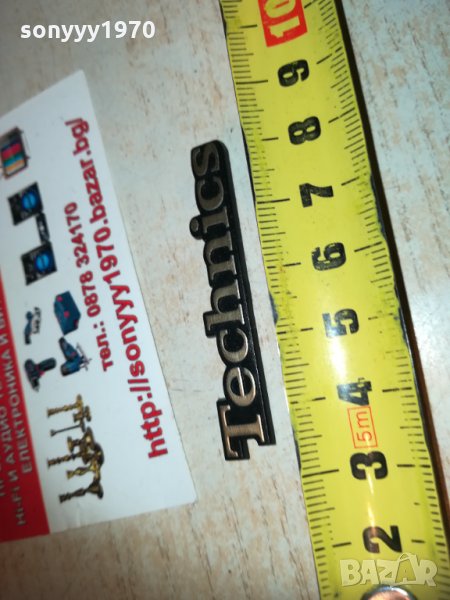 sonyyy1970
sonyyy1970
Technics
10
9
8
7
6
5
4
5m
3
2
http://sonyyy1970.bazar.bg/
тел.: 0878 324170
ЕЛЕКТРОНИКА И
BAZAR